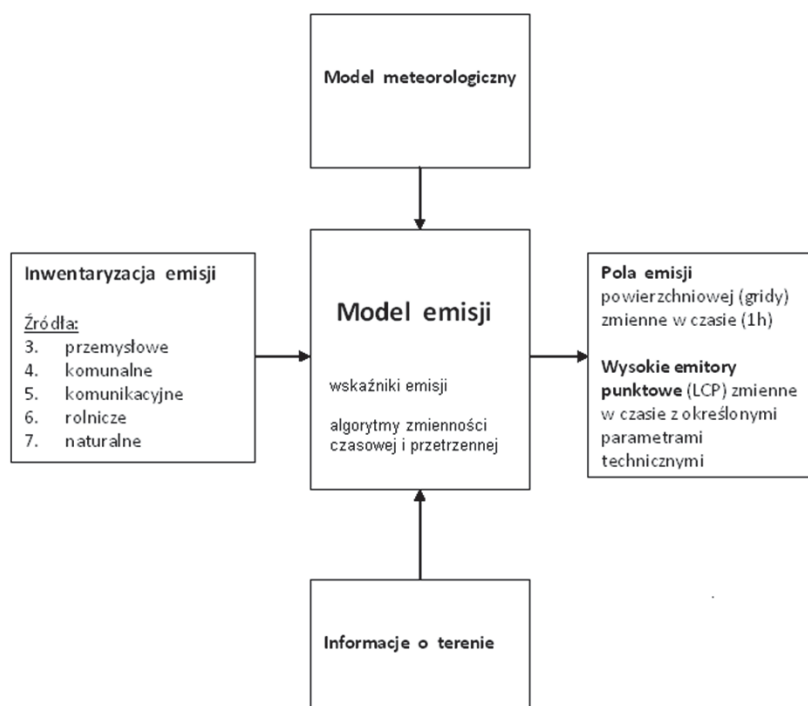 Model meteorologiczny
Inwentaryzacja emisji
Źródła:
3. przemysłowe
4. komunalne
5. komunikacyjne
6. rolnicze
7. naturalne
Model emisji
wskaźniki emisji
algorytmy zmienności
czasowej i przetrzennej
Pola emisji
powierzchniowej (gridy)
zmienne w czasie (1h)
Wysokie emitory
punktowe (LCP) zmienne
w czasie z określonymi
parametrami
technicznymi
Informacje o terenie